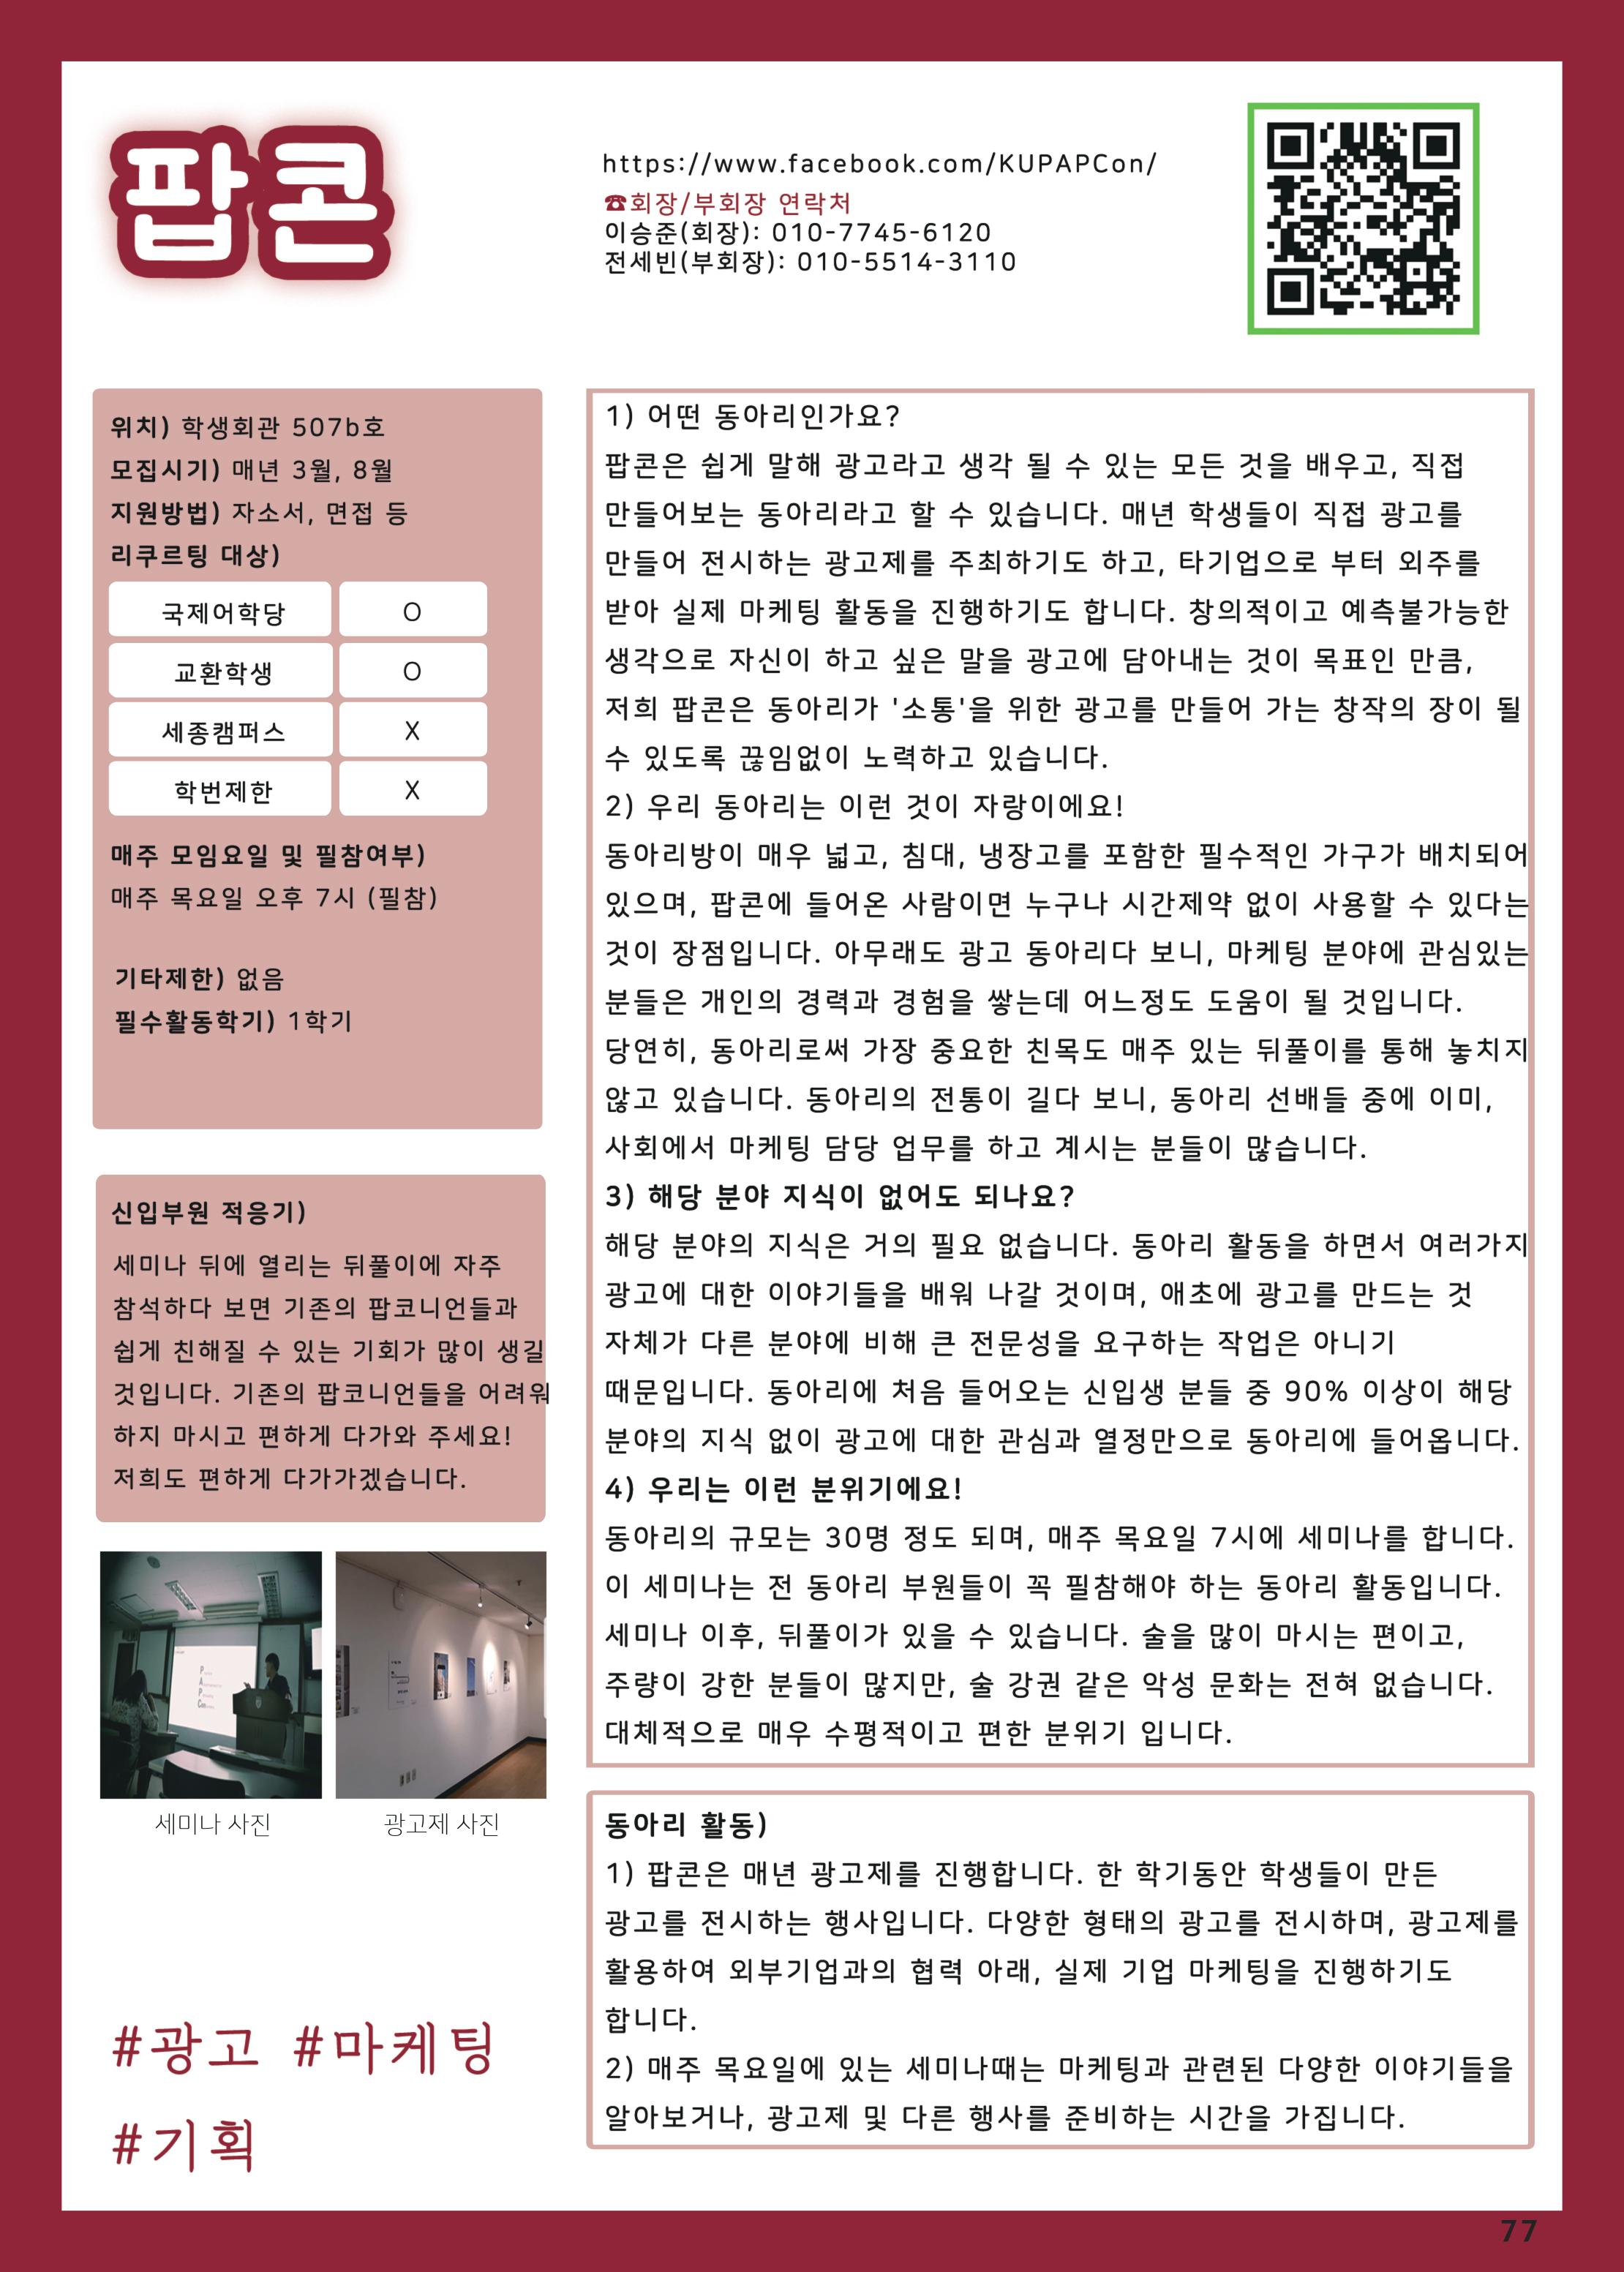 팝콘
https://www.facebook.com/KUPAPCon/
☎회장/부회장 연락처
이승준(회장): 010-7745-6120
전세빈(부회장): 010-5514-3110
위치) 학생회관 507b호
모집시기) 매년 3월, 8월
지원방법) 자소서, 면접 등
리쿠르팅 대상)
국제어학당 O
교환학생 O
세종캠퍼스 X
학번제한 X
매주 모임요일 및 필참여부)
매주 목요일 오후 7시 (필참)
기타제한) 없음
필수활동학기) 1학기
신입부원 적응기)
세미나 뒤에 열리는 뒤풀이에 자주
참석하다 보면 기존의 팝코니언들과
쉽게 친해질 수 있는 기회가 많이 생길
것입니다. 기존의 팝코니언들을 어려워
하지 마시고 편하게 다가와 주세요!
저희도 편하게 다가가겠습니다.
세미나 사진
광고제 사진
#광고 #마케팅
#기획
1) 어떤 동아리인가요?
팝콘은 쉽게 말해 광고라고 생각 될 수 있는 모든 것을 배우고, 직접
만들어보는 동아리라고 할 수 있습니다. 매년 학생들이 직접 광고를
만들어 전시하는 광고제를 주최하기도 하고, 타기업으로 부터 외주를
받아 실제 마케팅 활동을 진행하기도 합니다. 창의적이고 예측불가능한
생각으로 자신이 하고 싶은 말을 광고에 담아내는 것이 목표인 만큼,
저희 팝콘은 동아리가 '소통'을 위한 광고를 만들어 가는 창작의 장이 될
수 있도록 끊임없이 노력하고 있습니다.
2) 우리 동아리는 이런 것이 자랑이에요!
동아리방이 매우 넓고, 침대, 냉장고를 포함한 필수적인 가구가 배치되어
있으며, 팝콘에 들어온 사람이면 누구나 시간제약 없이 사용할 수 있다는
것이 장점입니다. 아무래도 광고 동아리다 보니, 마케팅 분야에 관심있는
분들은 개인의 경력과 경험을 쌓는데 어느정도 도움이 될 것입니다.
당연히, 동아리로써 가장 중요한 친목도 매주 있는 뒤풀이를 통해 놓치지
않고 있습니다. 동아리의 전통이 길다 보니, 동아리 선배들 중에 이미,
사회에서 마케팅 담당 업무를 하고 계시는 분들이 많습니다.
3) 해당 분야 지식이 없어도 되나요?
해당 분야의 지식은 거의 필요 없습니다. 동아리 활동을 하면서 여러가지
광고에 대한 이야기들을 배워 나갈 것이며, 애초에 광고를 만드는 것
자체가 다른 분야에 비해 큰 전문성을 요구하는 작업은 아니기
때문입니다. 동아리에 처음 들어오는 신입생 분들 중 90% 이상이 해당
분야의 지식 없이 광고에 대한 관심과 열정만으로 동아리에 들어옵니다.
4) 우리는 이런 분위기에요!
동아리의 규모는 30명 정도 되며, 매주 목요일 7시에 세미나를 합니다.
이 세미나는 전 동아리 부원들이 꼭 필참해야 하는 동아리 활동입니다.
세미나 이후, 뒤풀이가 있을 수 있습니다. 술을 많이 마시는 편이고,
주량이 강한 분들이 많지만, 술 강권 같은 악성 문화는 전혀 없습니다.
대체적으로 매우 수평적이고 편한 분위기 입니다.
동아리 활동)
1) 팝콘은 매년 광고제를 진행합니다. 한 학기동안 학생들이 만든
광고를 전시하는 행사입니다. 다양한 형태의 광고를 전시하며, 광고제를
활용하여 외부기업과의 협력 아래, 실제 기업 마케팅을 진행하기도
합니다.
2) 매주 목요일에 있는 세미나때는 마케팅과 관련된 다양한 이야기들을
알아보거나, 광고제 및 다른 행사를 준비하는 시간을 가집니다.
77